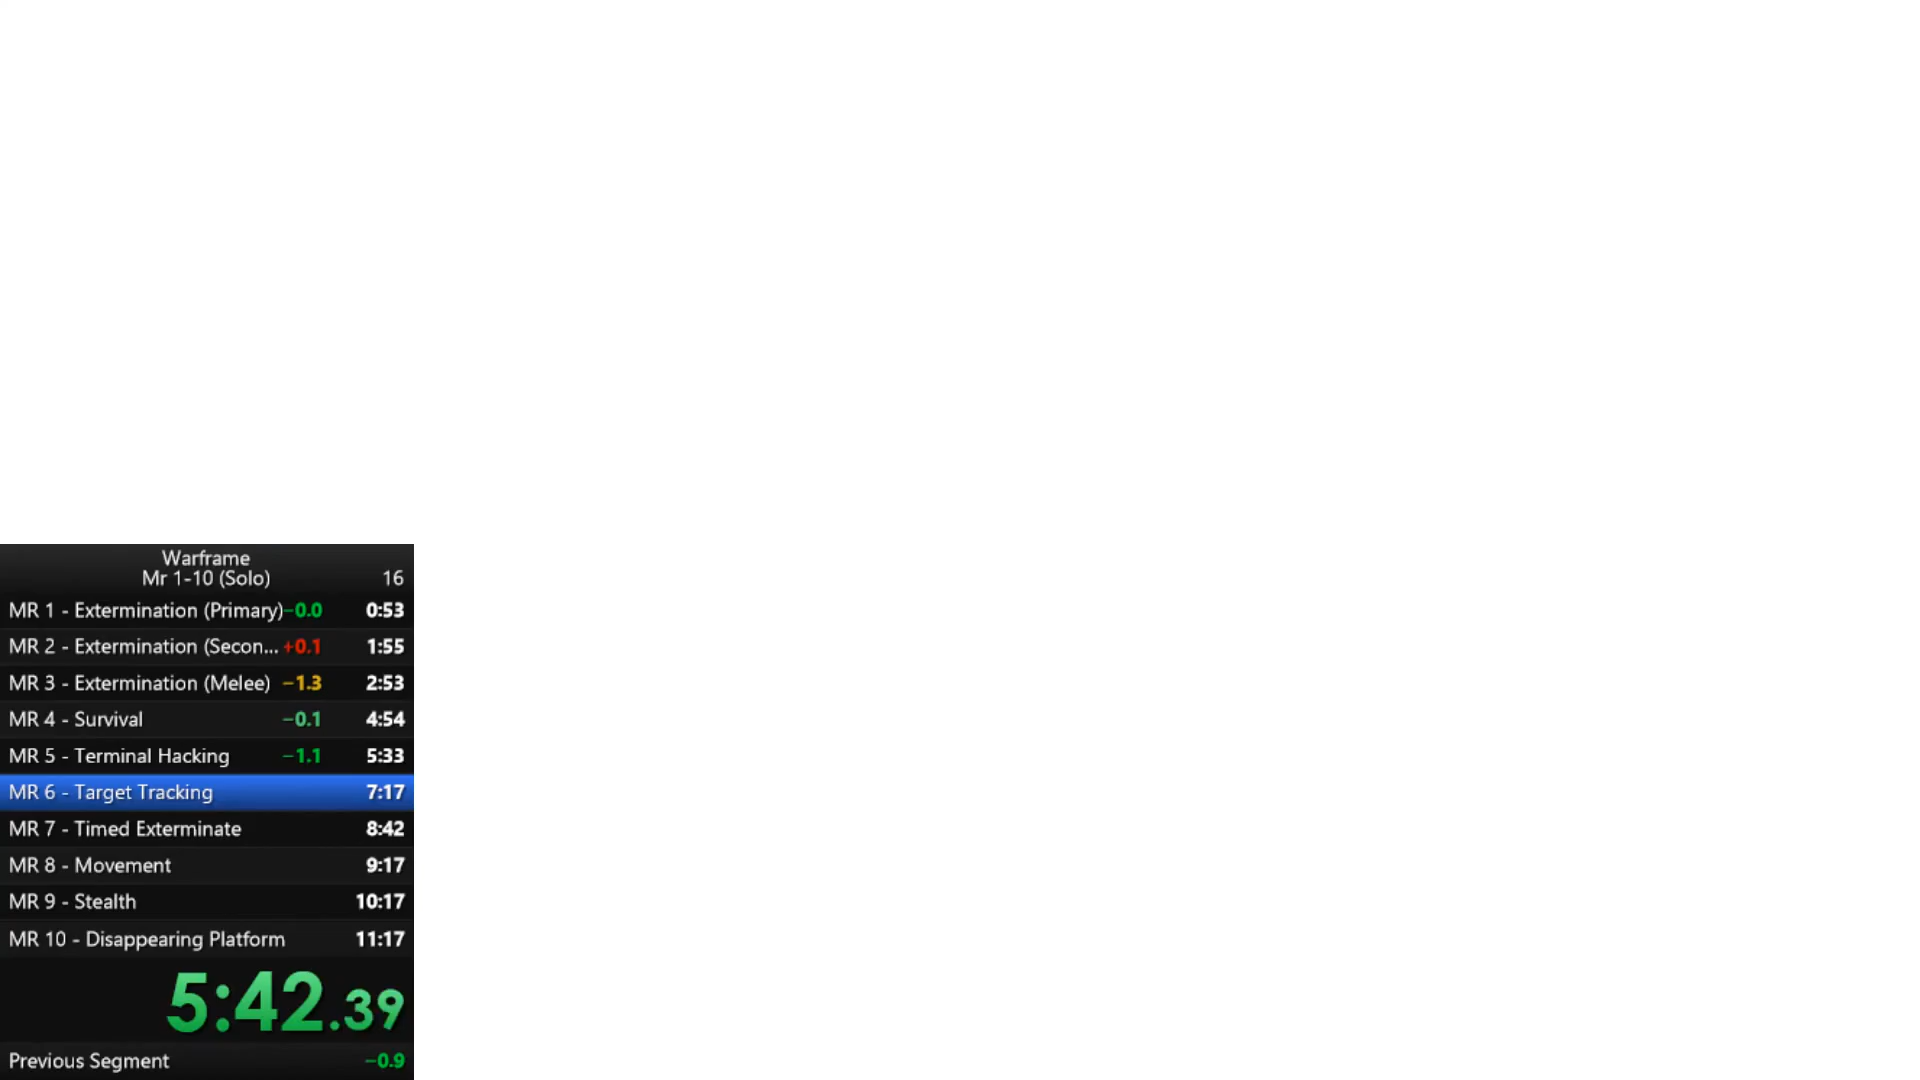 Warframe
Mr 1-10 (Solo) 16
MR 1 - Extermination (Primary) −0.0 0:53
MR 2 - Extermination (Secon... +0.1 1:55
MR 3 - Extermination (Melee) −1.3 2:53
MR 4 - Survival −0.1 4:54
MR 5 - Terminal Hacking −1.1 5:33
MR 6 - Target Tracking 7:17
MR 7 - Timed Exterminate 8:42
MR 8 - Movement 9:17
MR 9 - Stealth 10:17
MR 10 - Disappearing Platform 11:17
5:42.39
Previous Segment −0.9